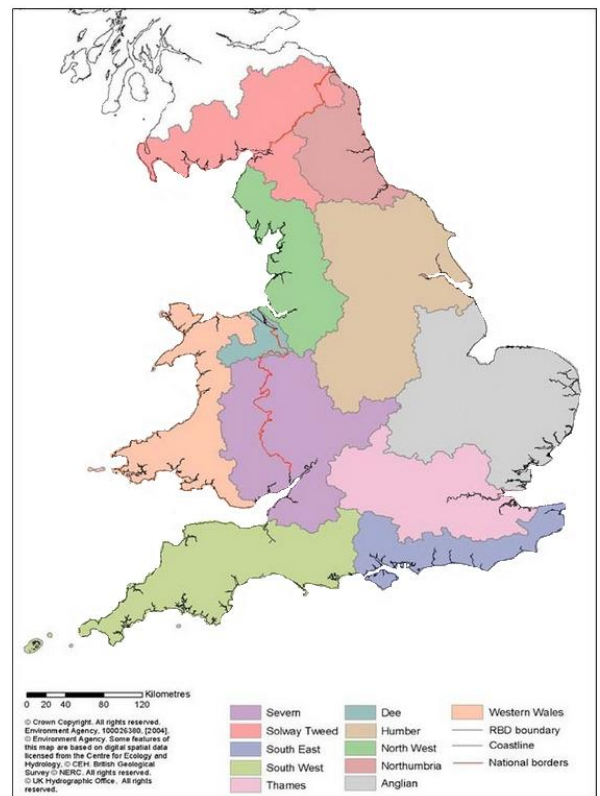 0 20 40 80 120 Kilometres
© Crown Copyright. All rights reserved.
Environment Agency, 100026380, [2004].
© Environment Agency. Some features of
this map are based on digital spatial data
licensed from the Centre for Ecology and
Hydrology, © CEH. British Geological
Survey © NERC. All rights reserved.
© UK Hydrographic Office. All rights
reserved.
Severn
Solway Tweed
South East
South West
Thames
Dee
Humber
North West
Northumbria
Anglian
Western Wales
RBD boundary
Coastline
National borders